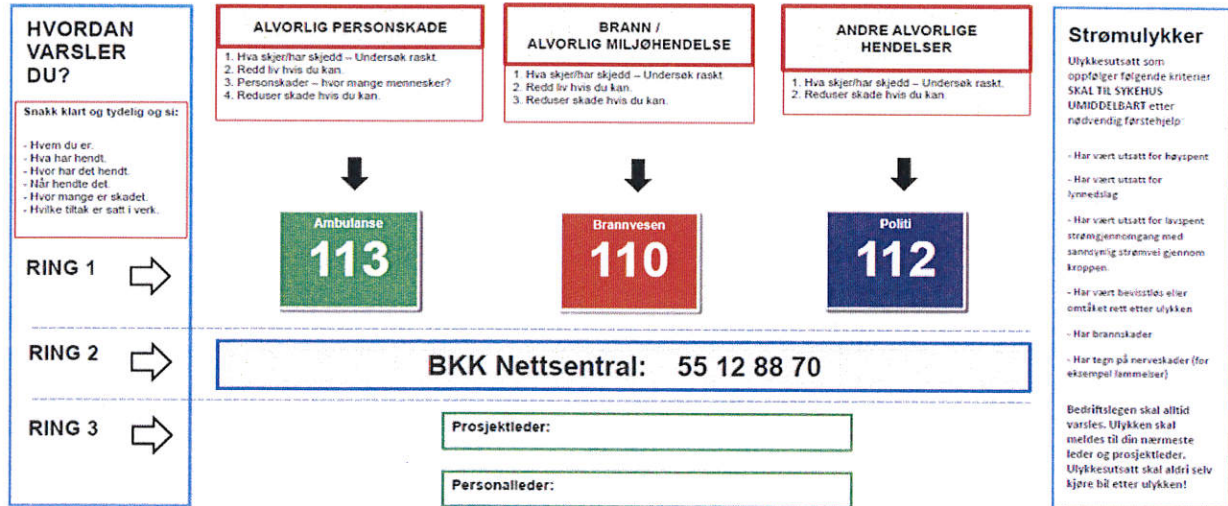 HVORDAN
VARSLER
DU?
Snakk klart og tydelig og si:
- Hvem du er.
- Hva har hendt.
- Hvor har det hendt.
- Når hendte det.
- Hvor mange er skadet.
- Hvilke tiltak er satt i verk.
RING 1
RING 2
RING 3
ALVORLIG PERSONSKADE
1. Hva skjer/har skjedd – Undersøk raskt.
2. Redd liv hvis du kan.
3. Personskader – hvor mange mennesker?
4. Reduser skade hvis du kan.
Ambulanse
113
BRANN /
ALVORLIG MILJØHENDELSE
1. Hva skjer/har skjedd – Undersøk raskt
2. Redd liv hvis du kan.
3. Reduser skade hvis du kan.
Brannvesen
110
ANDRE ALVORLIGE
HENDELSER
1. Hva skjer/har skjedd – Undersøk raskt.
2. Reduser skade hvis du kan.
Politi
112
BKK Nettsentral: 55 12 88 70
Prosjektleder:
Personalleder:
Strømulykker
Ulykkesutsatt som
oppfølger følgende kriterier
SKAL TIL SYKEHUS
UMIDDELBART etter
nødvendig førstehjelp:
- Har vært utsatt for høyspent
- Har vært utsatt for
lynnedslag
- Har vært utsatt for lavspent
strømgjennomgang med
sannsynlig strømvei gjennom
kroppen.
- Har vært bevisstløs eller
omtåket rett etter ulykken
- Har brannskader
- Har tegn på nerveskader (for
eksempel lammelser)
Bedriftslegen skal alltid
varsles. Ulykken skal
meldes til din nærmeste
leder og prosjektleder.
Ulykkesutsatt skal aldri selv
kjøre bil etter ulykken!